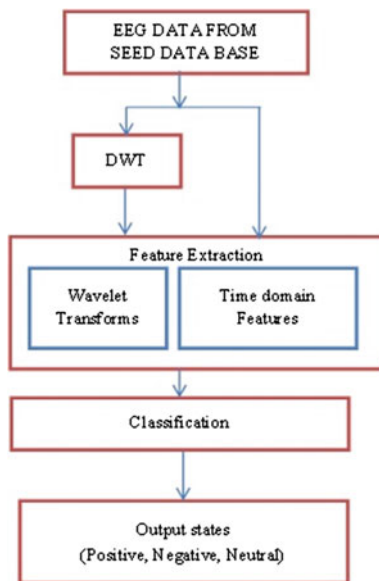 EEG DATA FROM
SEED DATA BASE
DWT
Feature Extraction
Wavelet
Transforms
Time domain
Features
Classification
Output states
(Positive, Negative, Neutral)